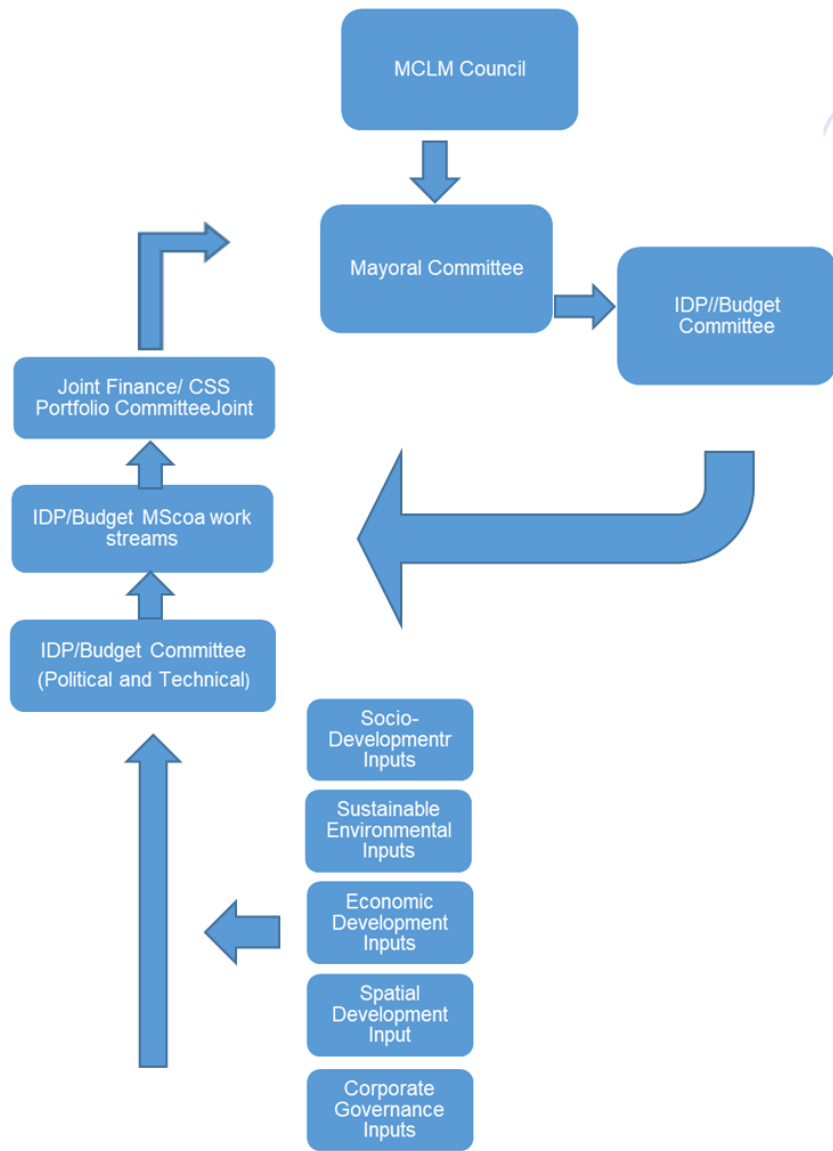 MCLM Council
Mayoral Committee
IDP//Budget
Committee
Joint Finance/ CSS
Portfolio CommitteeJoint
IDP/Budget MScoa work
streams
IDP/Budget Committee
(Political and Technical)
Socio-
Developmentr
Inputs
Sustainable
Environmental
Inputs
Economic
Development
Inputs
Spatial
Development
Input
Corporate
Governance
Inputs